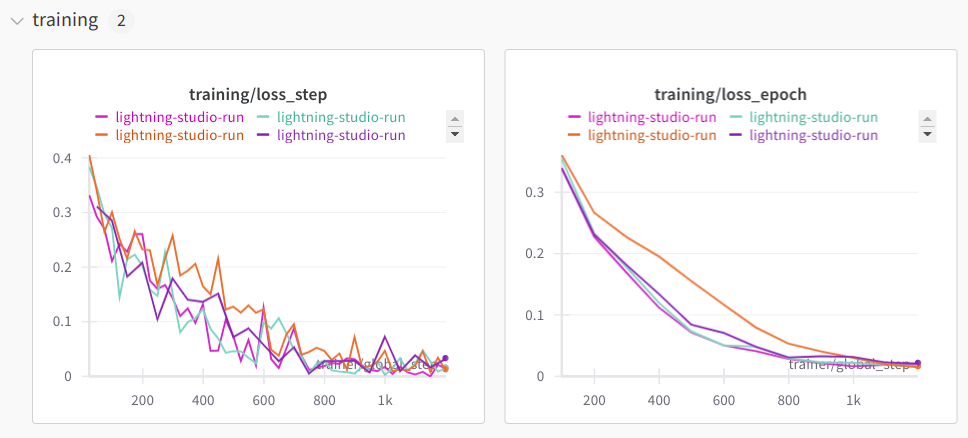 training 2
training/loss_step
lightning-studio-run lightning-studio-run
lightning-studio-run lightning-studio-run
0.4
0.3
0.2
0.1
0
trainer/global_step
200 400 600 800 1k
training/loss_epoch
lightning-studio-run lightning-studio-run
lightning-studio-run lightning-studio-run
0.3
0.2
0.1
0
trainer/global_step
200 400 600 800 1k